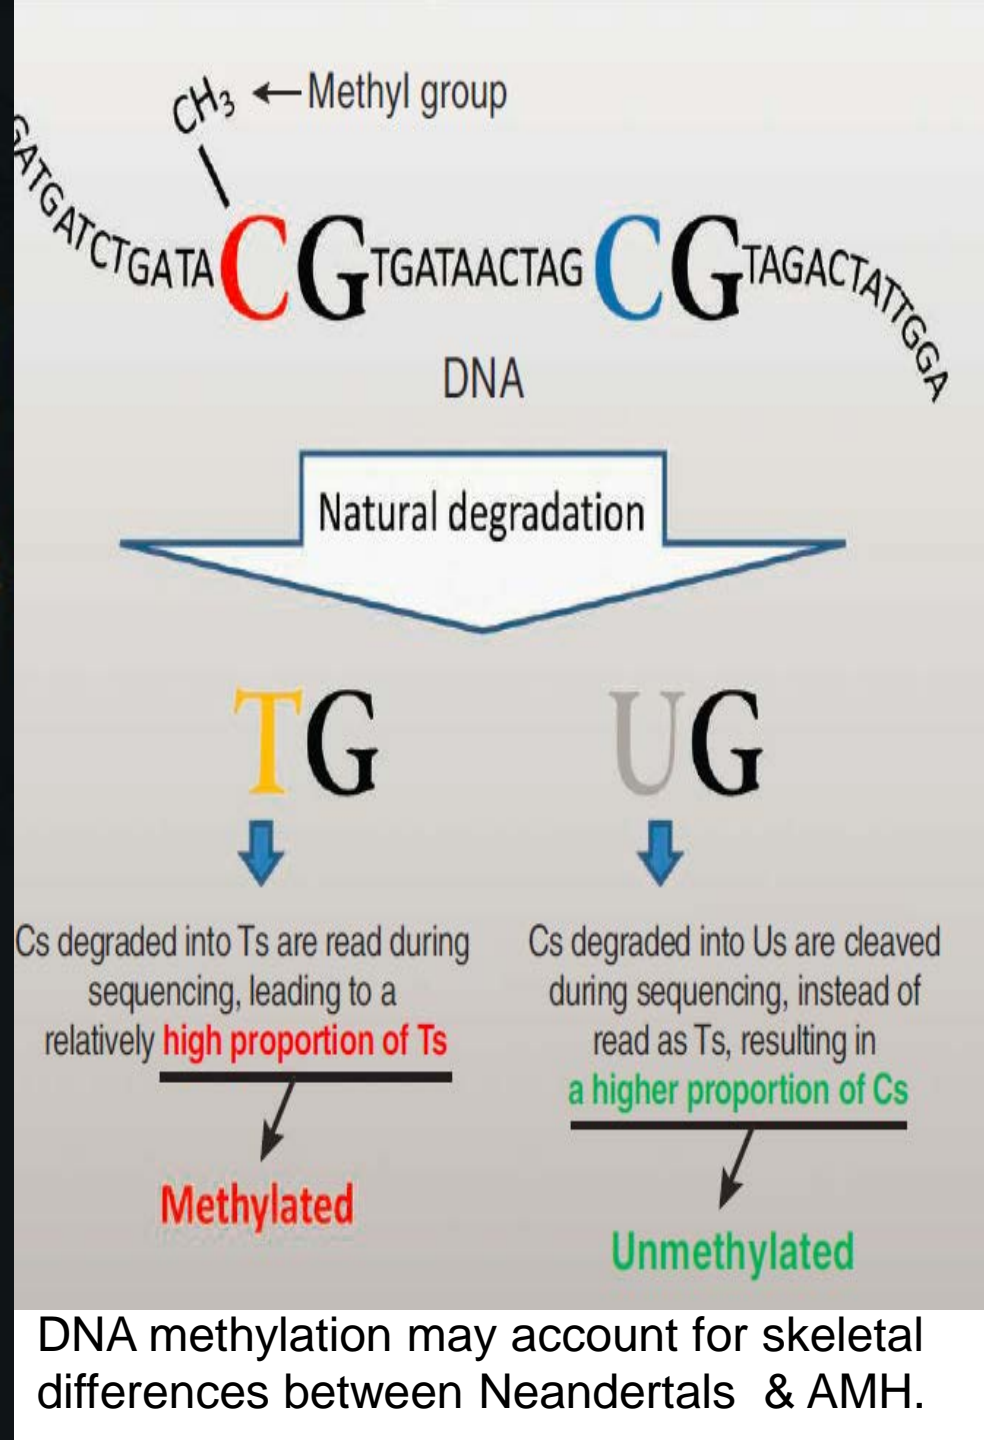 CH3 ← Methyl group
GATGATCTGATACGTGATAACTAGCGTAGACTATTGGA
DNA
Natural degradation
TG
UG
Cs degraded into Ts are read during
sequencing, leading to a
relatively high proportion of Ts
Methylated
Cs degraded into Us are cleaved
during sequencing, instead of
read as Ts, resulting in
a higher proportion of Cs
Unmethylated
DNA methylation may account for skeletal
differences between Neandertals & AMH.